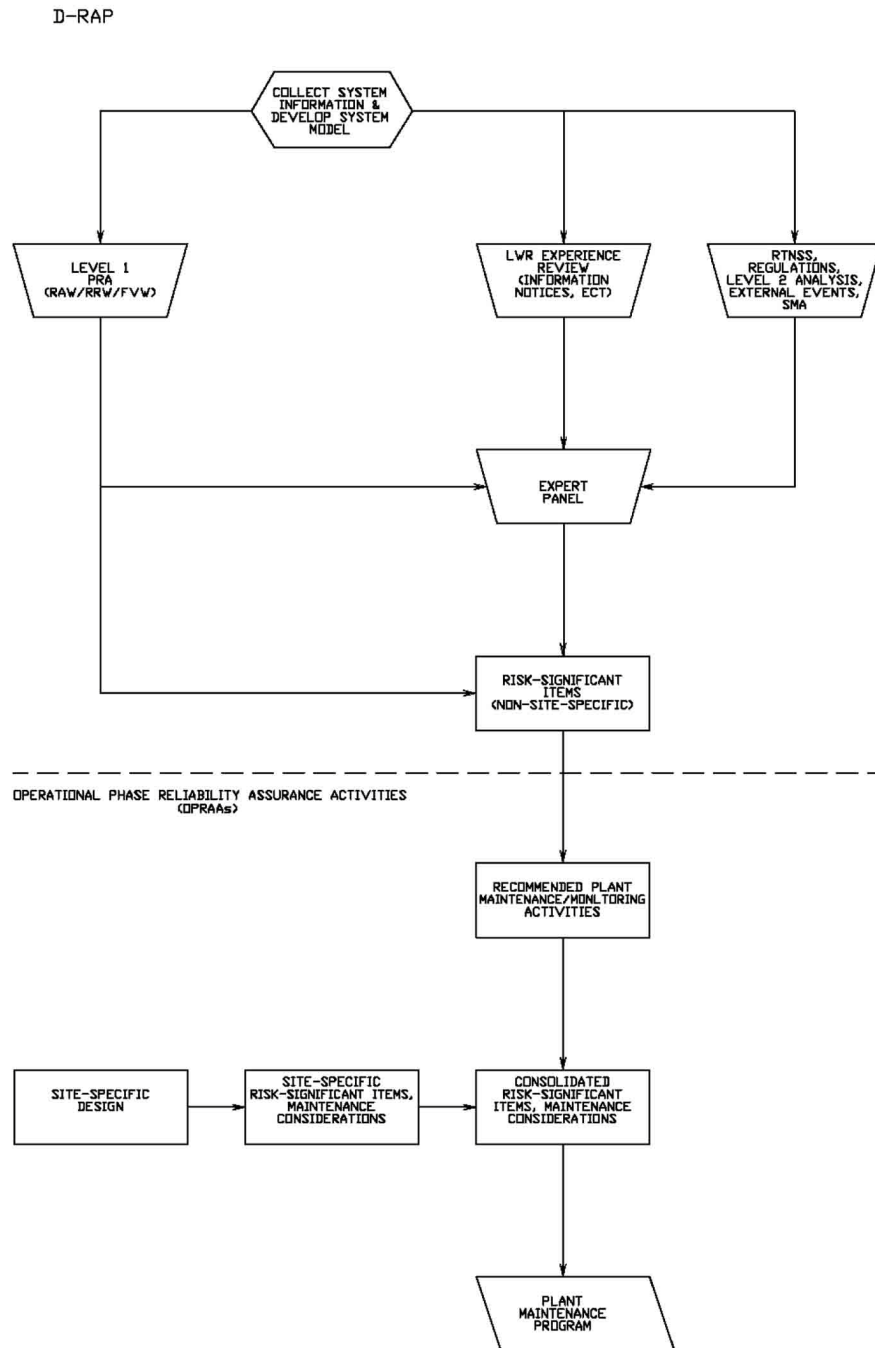 D-RAP
COLLECT SYSTEM
INFORMATION &
DEVELOP SYSTEM
MODEL
LEVEL 1
PRA
(RAW/RRW/FVW)
LWR EXPERIENCE
REVIEW
(INFORMATION
NOTICES, ECT)
RTNSS,
REGULATIONS,
LEVEL 2 ANALYSIS,
EXTERNAL EVENTS,
SMA
EXPERT
PANEL
RISK-SIGNIFICANT
ITEMS
(NON-SITE-SPECIFIC)
OPERATIONAL PHASE RELIABILITY ASSURANCE ACTIVITIES
(OPRAAs)
RECOMMENDED PLANT
MAINTENANCE/MONLTORING
ACTIVITIES
SITE-SPECIFIC
DESIGN
SITE-SPECIFIC
RISK-SIGNIFICANT ITEMS,
MAINTENANCE
CONSIDERATIONS
CONSOLIDATED
RISK-SIGNIFICANT
ITEMS, MAINTENANCE
CONSIDERATIONS
PLANT
MAINTENANCE
PROGRAM